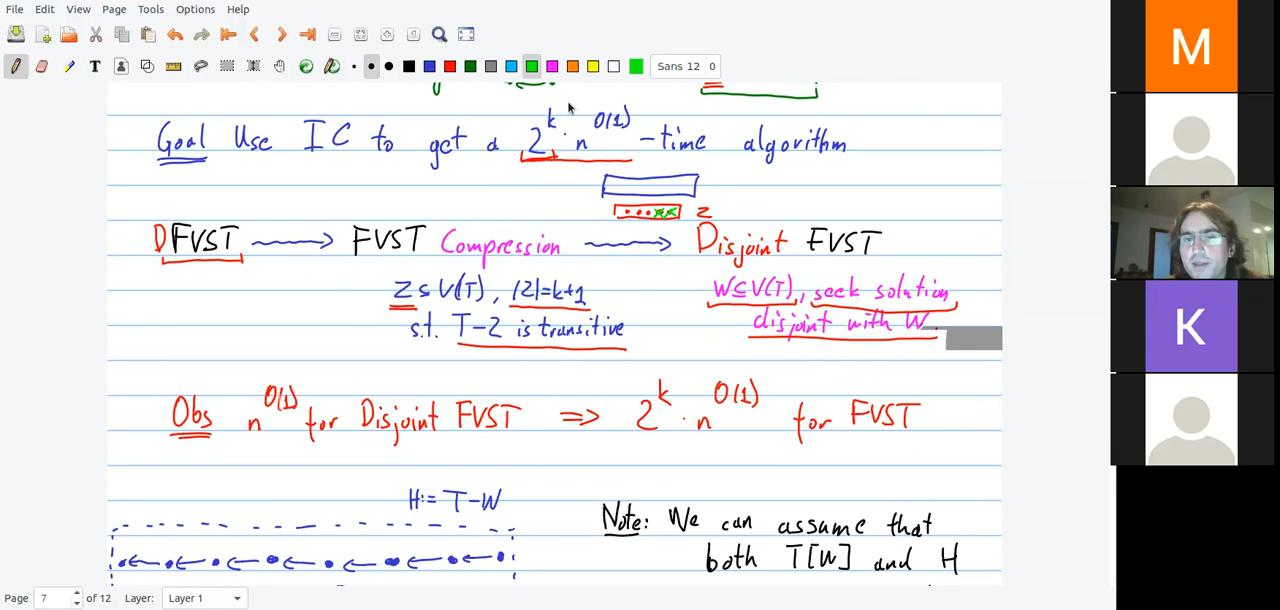 File Edit View Page Tools Options Help
T Sans 12 0
Goal Use IC to get a 2^k · n^O(1) -time algorithm
Z
DFVST → FVST Compression → Disjoint FVST
Z ⊆ V(T), |Z|=k+1
s.t. T-Z is transitive
W ⊆ V(T), seek solution
disjoint with W.
Obs n^O(1) for Disjoint FVST ⇒ 2^k · n^O(1) for FVST
H:= T-W
Note: We can assume that
both T[W] and H
Page 7 of 12 Layer: Layer 1
M
K